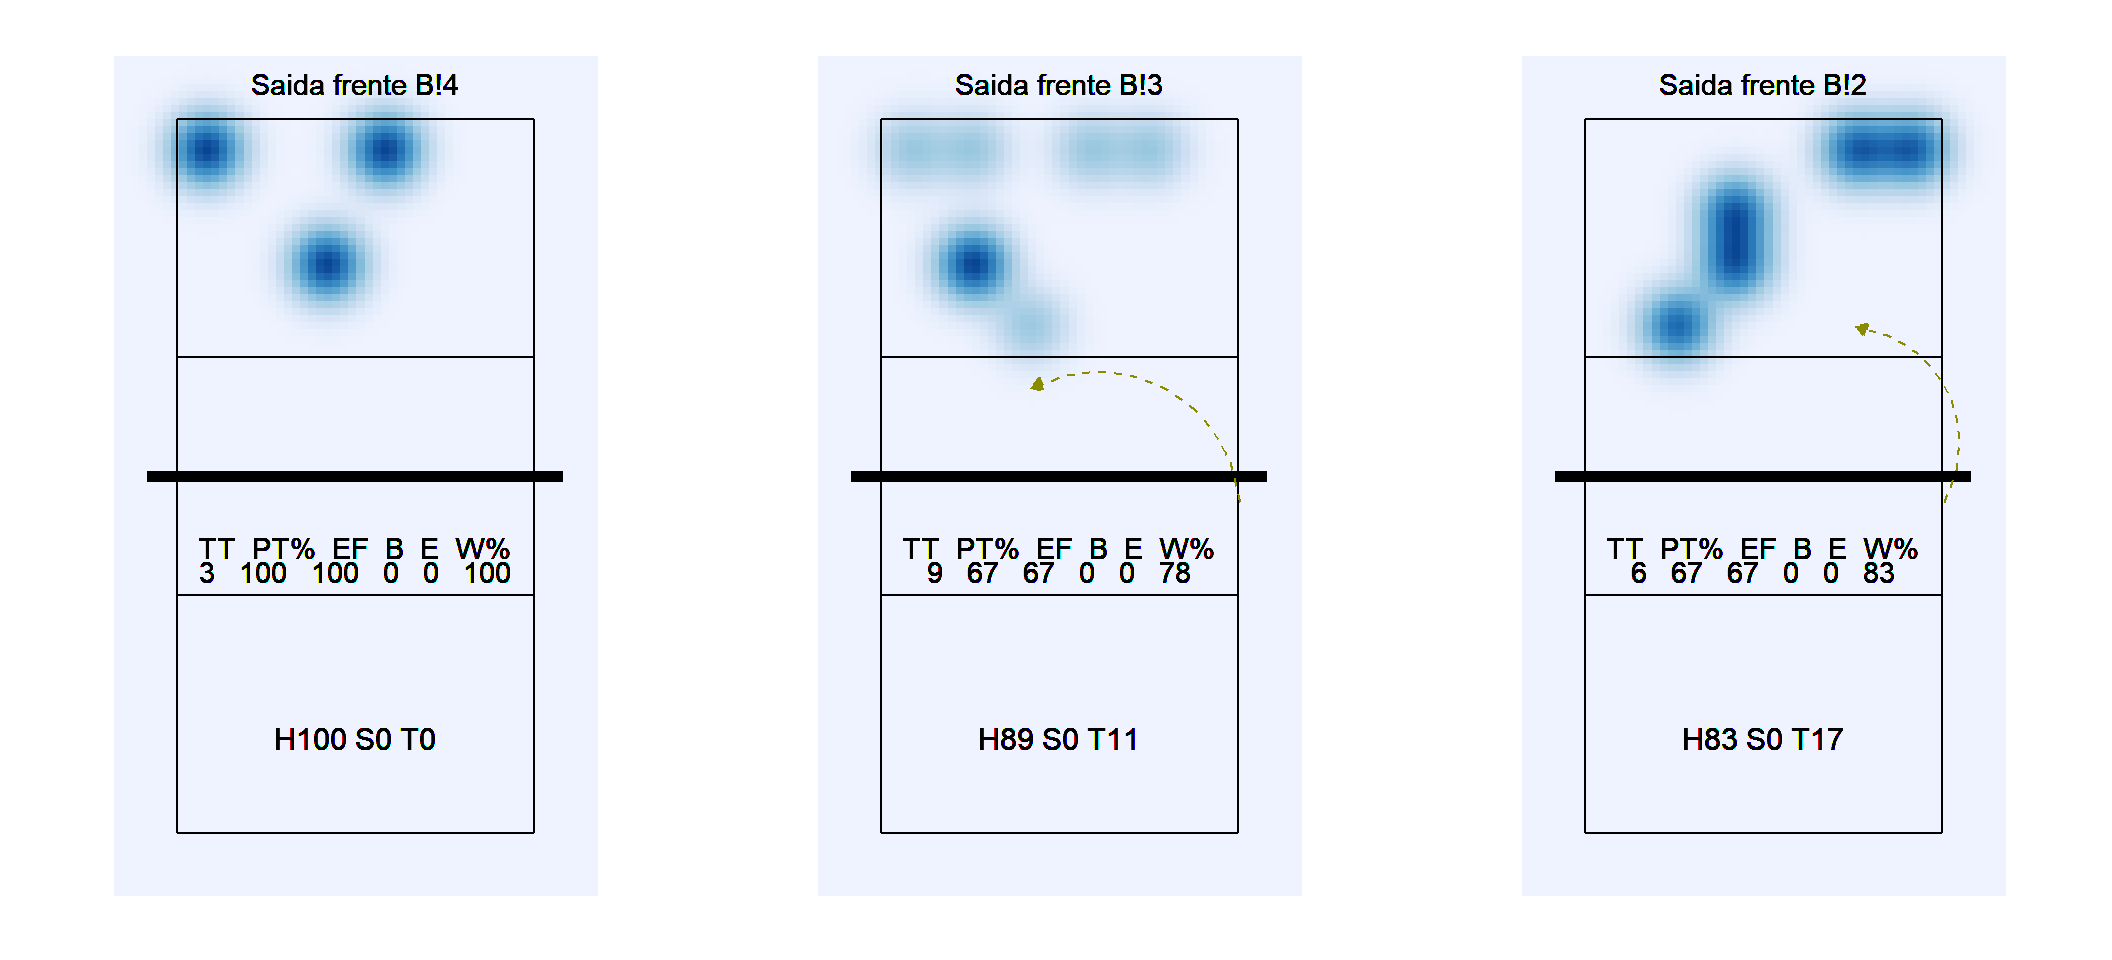 Saida frente B!4
TT PT% EF B E W%
3 100 100 0 0 100
H100 S0 T0
Saida frente B!3
TT PT% EF B E W%
9 67 67 0 0 78
H89 S0 T11
Saida frente B!2
TT PT% EF B E W%
6 67 67 0 0 83
H83 S0 T17